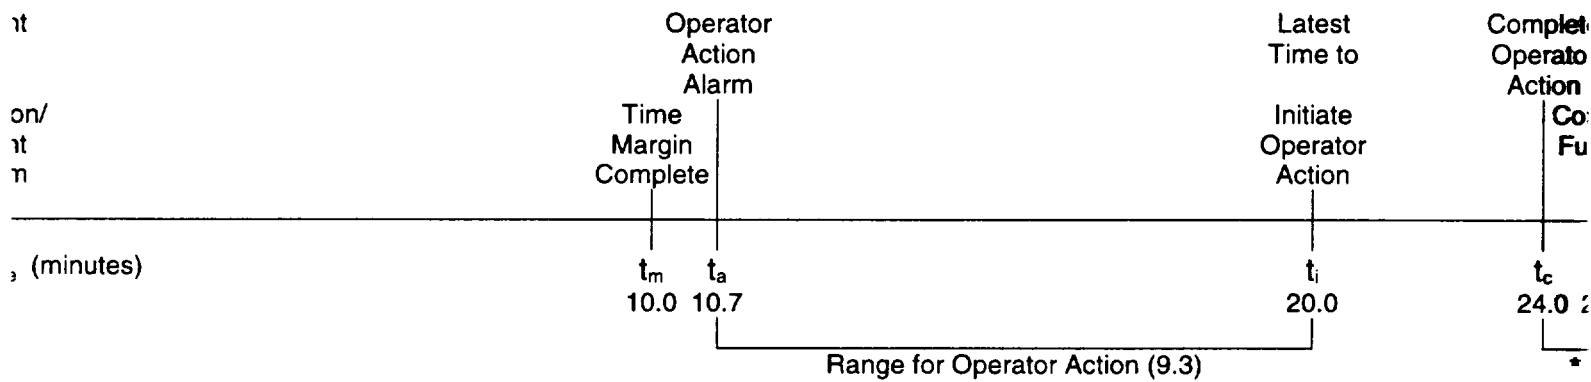 Operator
Action
Alarm
Time
Margin
Complete
Latest
Time to
Initiate
Operator
Action
Action
(minutes)
tm ta ti tc
10.0 10.7 20.0 24.0
Range for Operator Action (9.3)
*